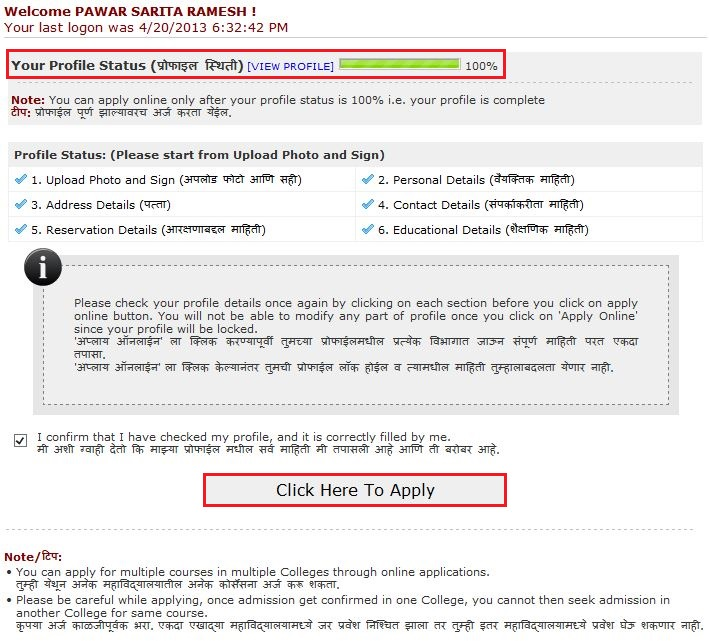 Welcome PAWAR SARITA RAMESH !
Your last logon was 4/20/2013 6:32:42 PM
Your Profile Status (प्रोफाइल स्थिती) [VIEW PROFILE] 100%
Note: You can apply online only after your profile status is 100% i.e. your profile is complete
टीप: प्रोफाईल पूर्ण झाल्यावरच अर्ज करता येईल.
Profile Status: (Please start from Upload Photo and Sign)
1. Upload Photo and Sign (अपलोड फोटो आणि सही)
2. Personal Details (वैयक्तिक माहिती)
3. Address Details (पत्ता)
4. Contact Details (संपर्काकरीता माहिती)
5. Reservation Details (आरक्षणाबद्दल माहिती)
6. Educational Details (शैक्षणिक माहिती)
i
Please check your profile details once again by clicking on each section before you click on apply
online button. You will not be able to modify any part of profile once you click on 'Apply Online'
since your profile will be locked.
'अप्लाय ऑनलाईन' ला क्लिक करण्यापूर्वी तुमच्या प्रोफाईलमधील प्रत्येक विभागात जाऊन संपूर्ण माहिती परत एकदा
तपासा.
'अप्लाय ऑनलाईन' ला क्लिक केल्यानंतर तुमची प्रोफाईल लॉक होईल व त्यामधील माहिती तुम्हालाबदलता येणार नाही.
I confirm that I have checked my profile, and it is correctly filled by me.
मी अशी ग्वाही देतो कि माझ्या प्रोफाईल मधील सर्व माहिती मी तपासली आहे आणि ती बरोबर आहे.
Click Here To Apply
Note/टिप:
• You can apply for multiple courses in multiple Colleges through online applications.
तुम्ही येथून अनेक महाविद्यालयातील अनेक कोर्सेसना अर्ज करू शकता.
• Please be careful while applying, once admission get confirmed in one College, you cannot then seek admission in
another College for same course.
कृपया अर्ज काळजीपूर्वक भरा. एकदा एखाद्या महाविद्यालयामध्ये जर प्रवेश निश्चित झाला तर तुम्ही इतर महाविद्यालयामध्ये प्रवेश घेऊ शकणार नाही.